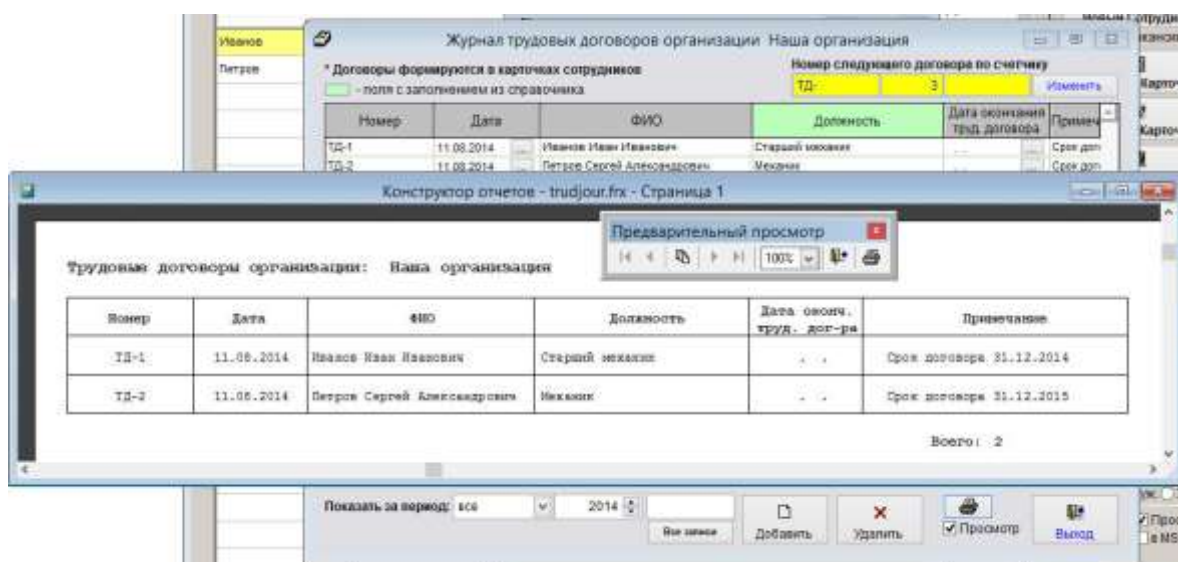 Иванов
Петров
Журнал трудовых договоров организации Наша организация
* Договоры формируются в карточках сотрудников
- поля с заполнением из справочника
Номер следующего договора по счетчику
ТД- 3 Изменить
Номер Дата ФИО Должность Дата окончания труд. договора Примеч
ТД-1 11.08.2014 ... Иванов Иван Иванович Старший механик . . ... Срок дог
ТД-2 11.08.2014 ... Петров Сергей Александрович Механик . . ... Срок дог
Конструктор отчетов - trudjour.frx - Страница 1
Предварительный просмотр
100%
Трудовые договоры организации: Наша организация
Номер Дата ФИО Должность Дата оконч. труд. дог-ра Примечание
ТД-1 11.08.2014 Иванов Иван Иванович Старший механик . . Срок договора 31.12.2014
ТД-2 11.08.2014 Петров Сергей Александрович Механик . . Срок договора 31.12.2015
Всего: 2
Показать за период: все 2014
Все записи
Добавить Удалить Просмотр Выход